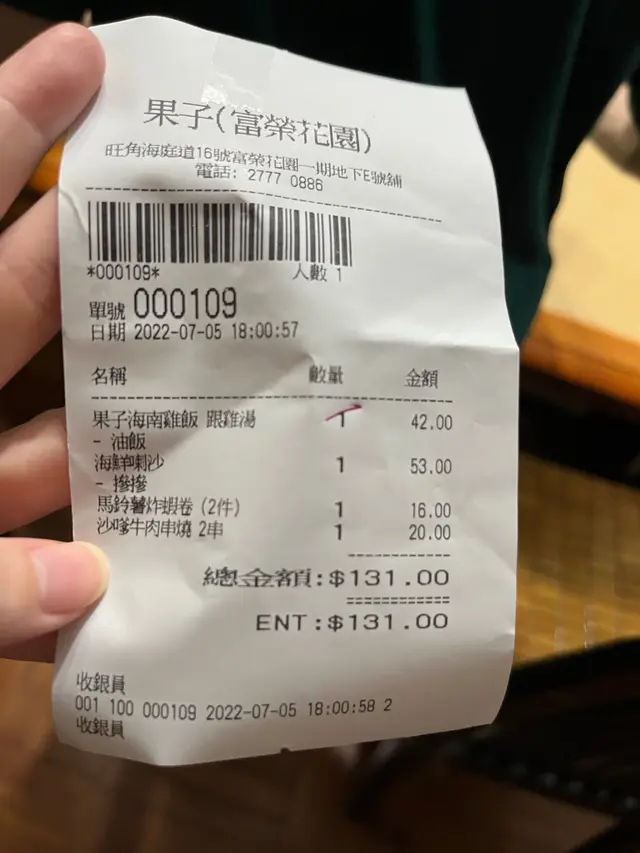 果子(富榮花園)
旺角海庭道16號富榮花園一期地下E號舖
電話: 2777 0886
*000109* 人數 1
單號 000109
日期 2022-07-05 18:00:57
名稱 數量 金額
果子海南雞飯 跟雞湯 1 42.00
- 油飯
海鮮喇沙 1 53.00
- 摻摻
馬鈴薯炸蝦卷 (2件) 1 16.00
沙嗲牛肉串燒 2串 1 20.00
總金額:$131.00
ENT:$131.00
收銀員
001 100 000109 2022-07-05 18:00:58 2
收銀員